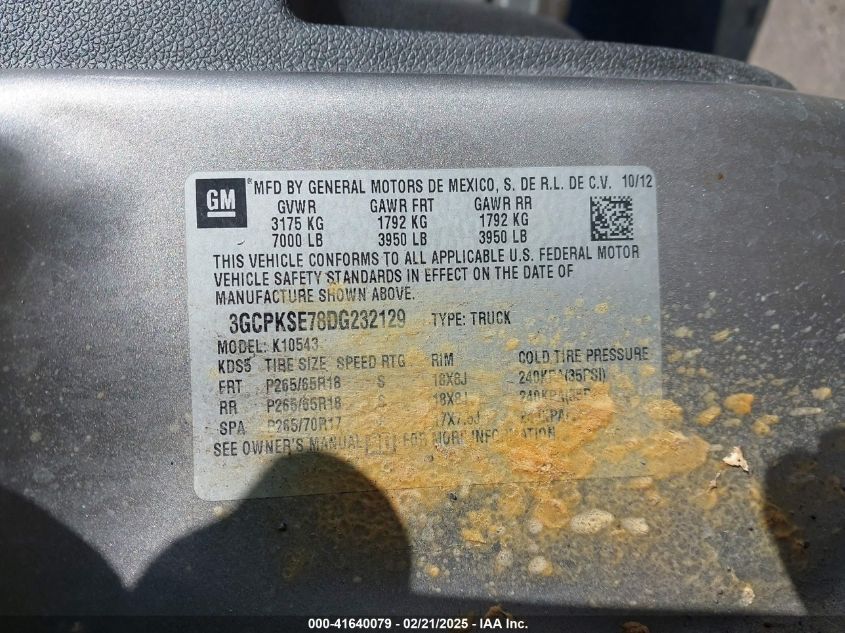 GM ® MFD BY GENERAL MOTORS DE MEXICO, S. DE R.L. DE C.V. 10/12
GVWR GAWR FRT GAWR RR
3175 KG 1792 KG 1792 KG
7000 LB 3950 LB 3950 LB
THIS VEHICLE CONFORMS TO ALL APPLICABLE U.S. FEDERAL MOTOR
VEHICLE SAFETY STANDARDS IN EFFECT ON THE DATE OF
MANUFACTURE SHOWN ABOVE.
3GCPKSE78DG232129 TYPE: TRUCK
MODEL: K10543
KDS5 TIRE SIZE SPEED RTG RIM COLD TIRE PRESSURE
FRT P265/65R18 S 18X8J 240KPA(35PSI)
RR P265/65R18 S 18X8J
SPA P265/70R17
SEE OWNER'S MANUAL FOR MORE INFORMATION
000-41640079 — 02/21/2025 — IAA Inc.